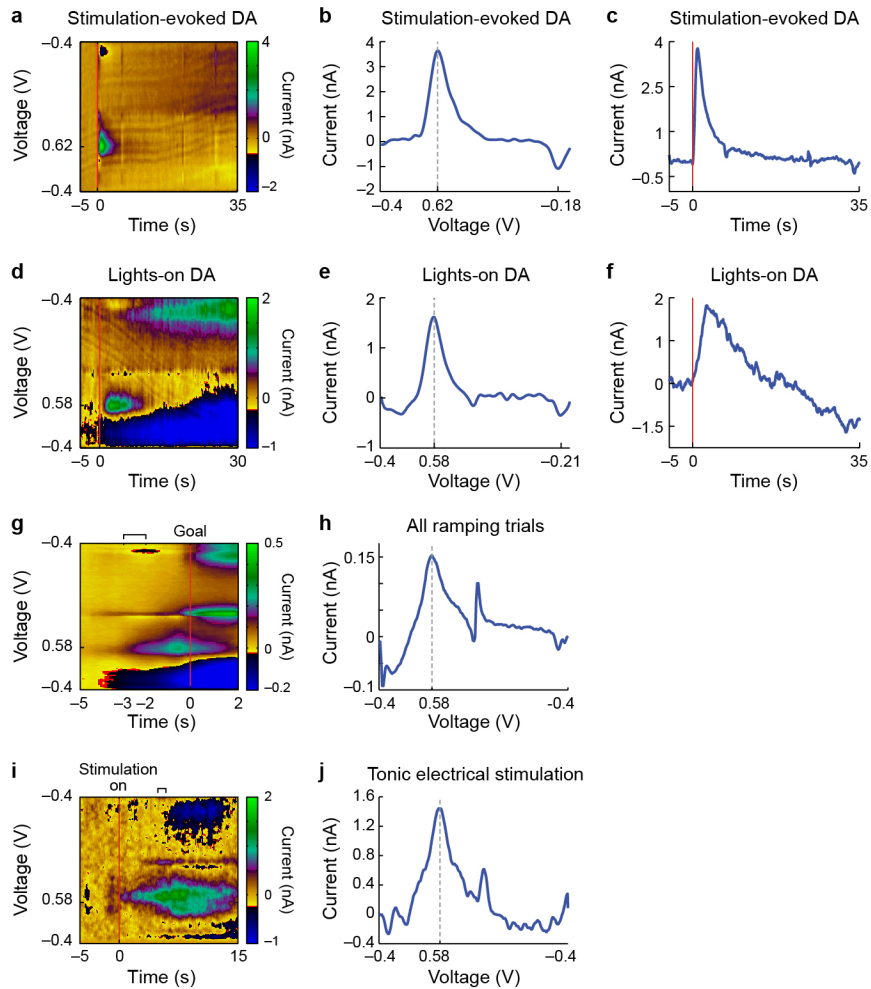 a Stimulation-evoked DA
–0.4
0.62
–0.4
Voltage (V)
–5 0 35
Time (s)
4
2
0
–2
Current (nA)
b Stimulation-evoked DA
4
3
2
1
0
–1
–2
Current (nA)
–0.4 0.62 –0.18
Voltage (V)
c Stimulation-evoked DA
4
2.5
1
–0.5
Current (nA)
–5 0 35
Time (s)
d Lights-on DA
–0.4
0.58
–0.4
Voltage (V)
–5 0 30
Time (s)
2
1
0
–1
Current (nA)
e Lights-on DA
2
1
0
–1
Current (nA)
–0.4 0.58 –0.21
Voltage (V)
f Lights-on DA
2
1
0
–1.5
Current (nA)
–5 0 35
Time (s)
g Goal
–0.4
0.58
–0.4
Voltage (V)
–5 –3 –2 0 2
Time (s)
0.5
0.2
0
–0.2
Current (nA)
h All ramping trials
0.15
0
–0.1
Current (nA)
–0.4 0.58 -0.4
Voltage (V)
i Stimulation
on
–0.4
0.58
–0.4
Voltage (V)
–5 0 15
Time (s)
2
1
0
–1
Current (nA)
j Tonic electrical stimulation
1.6
1.2
0.8
0.4
0
–0.4
Current (nA)
–0.4 0.58 –0.4
Voltage (V)